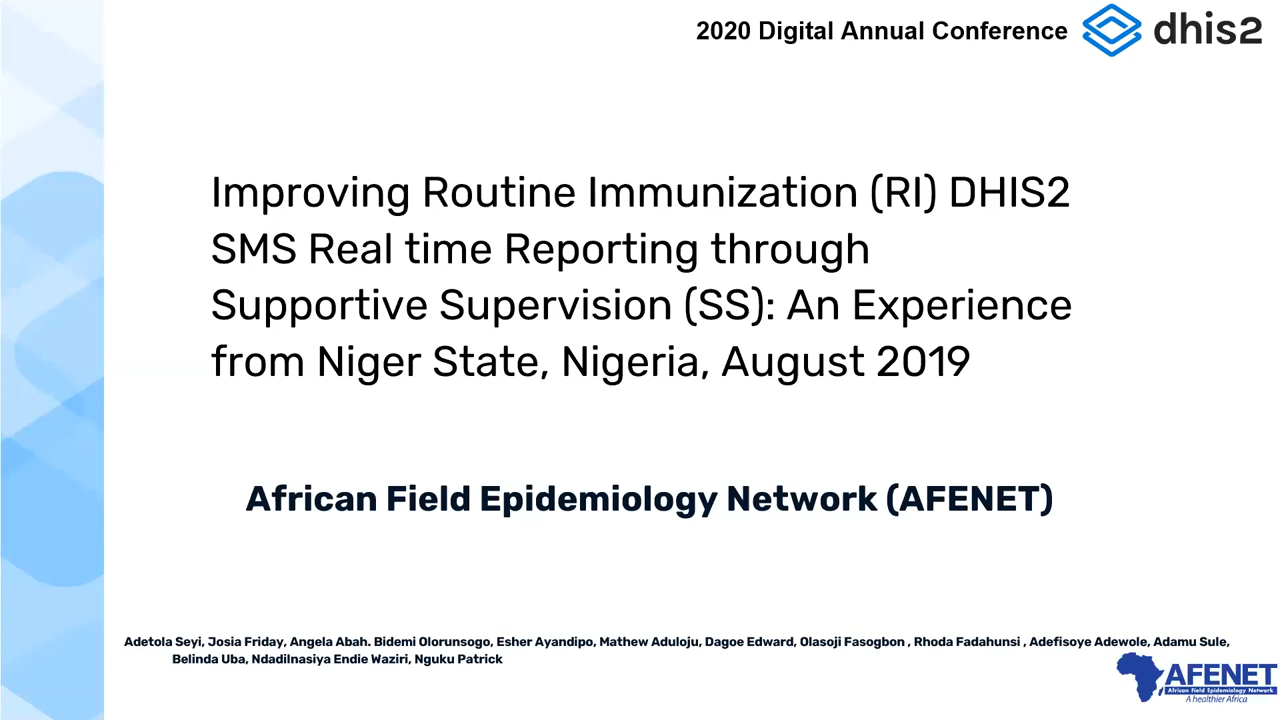 2020 Digital Annual Conference
dhis2
Improving Routine Immunization (RI) DHIS2
SMS Real time Reporting through
Supportive Supervision (SS): An Experience
from Niger State, Nigeria, August 2019
African Field Epidemiology Network (AFENET)
Adetola Seyi, Josia Friday, Angela Abah. Bidemi Olorunsogo, Esher Ayandipo, Mathew Aduloju, Dagoe Edward, Olasoji Fasogbon , Rhoda Fadahunsi , Adefisoye Adewole, Adamu Sule,
Belinda Uba, Ndadilnasiya Endie Waziri, Nguku Patrick
AFENET
African Field Epidemiology Network
A healthier Africa